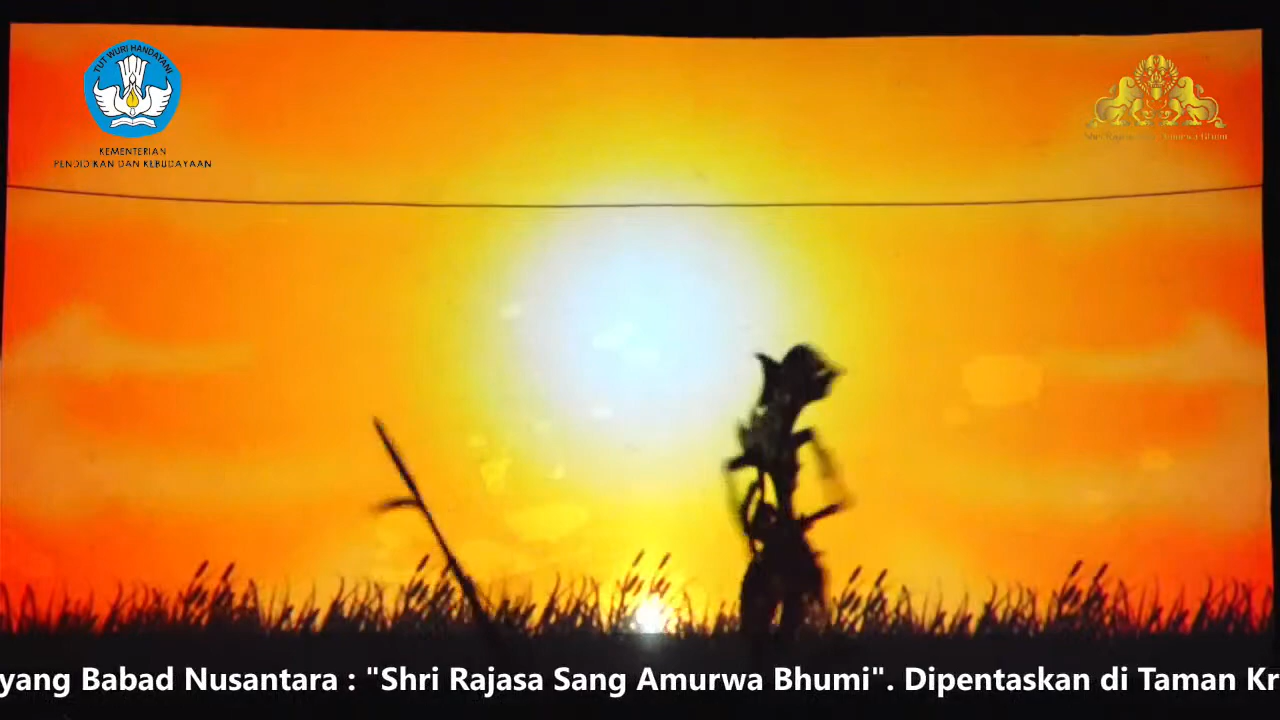 TUT WURI HANDAYANI
KEMENTERIAN
PENDIDIKAN DAN KEBUDAYAAN
yang Babad Nusantara : "Shri Rajasa Sang Amurwa Bhumi". Dipentaskan di Taman Kr